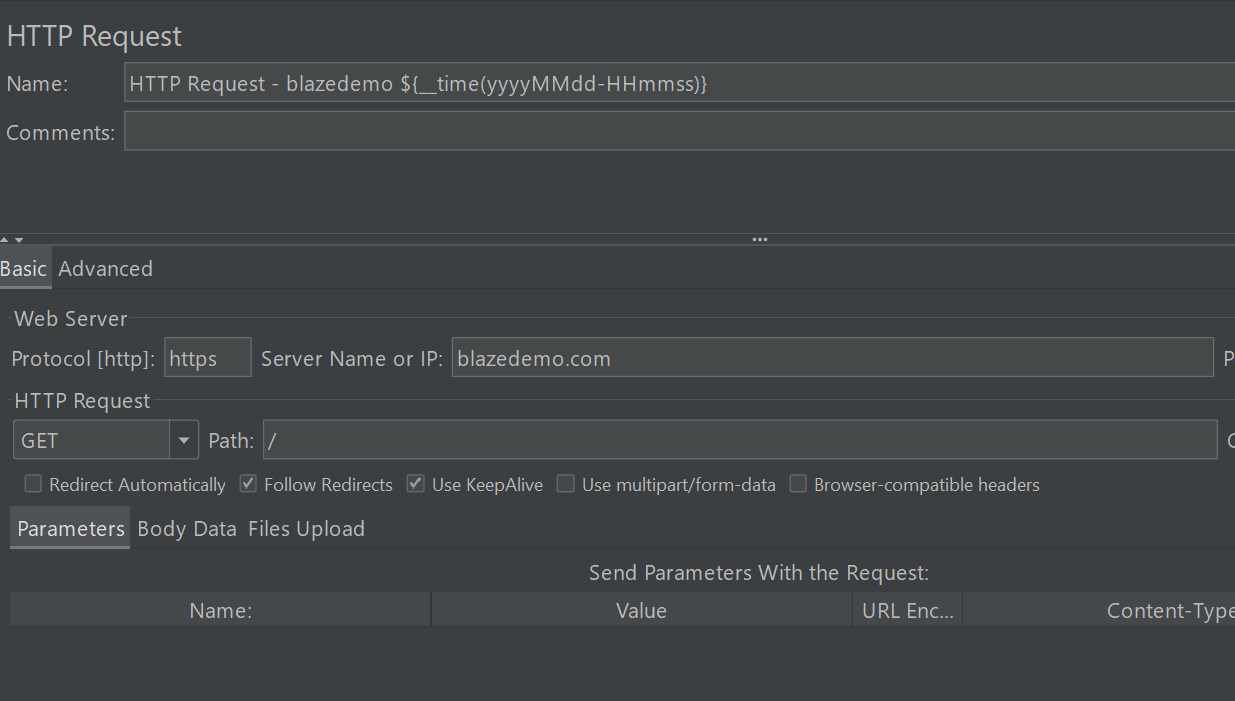 HTTP Request
Name: HTTP Request - blazedemo ${__time(yyyyMMdd-HHmmss)}
Comments:
Basic Advanced
Web Server
Protocol [http]: https Server Name or IP: blazedemo.com P
HTTP Request
GET Path: /
Redirect Automatically Follow Redirects Use KeepAlive Use multipart/form-data Browser-compatible headers
Parameters Body Data Files Upload
Send Parameters With the Request:
Name: Value URL Enc... Content-Type